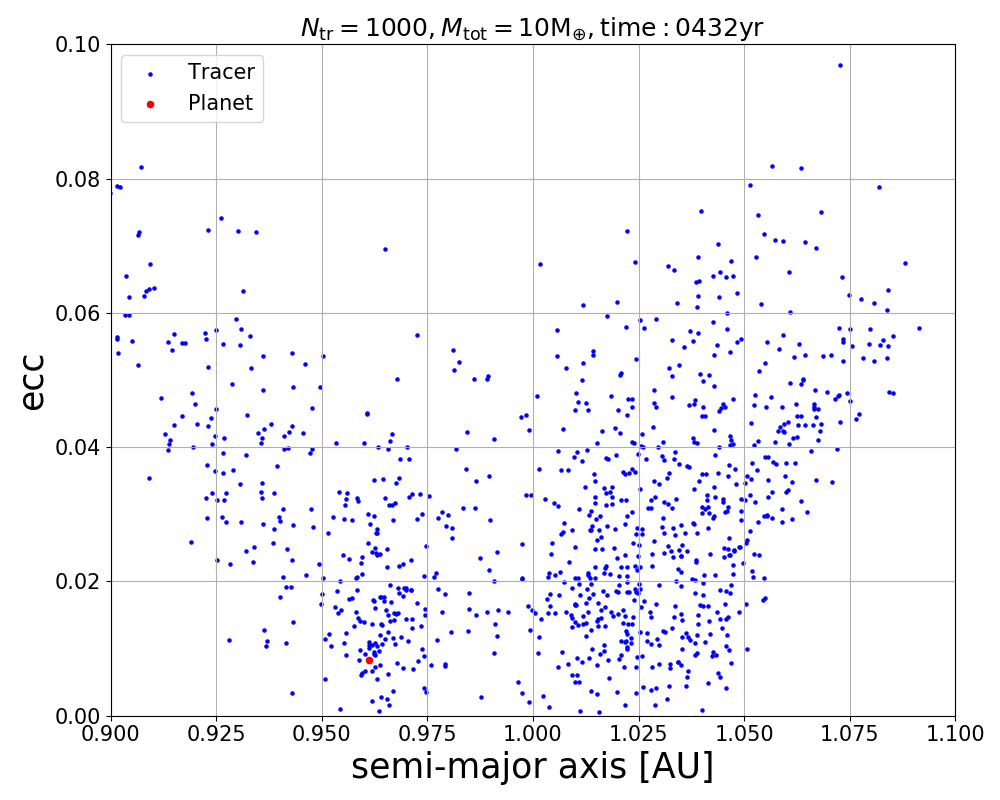 N_tr = 1000, M_tot = 10M_⊕, time : 0432yr
Tracer
Planet
0.10
0.08
0.06
0.04
0.02
0.00
ecc
0.900 0.925 0.950 0.975 1.000 1.025 1.050 1.075 1.100
semi-major axis [AU]